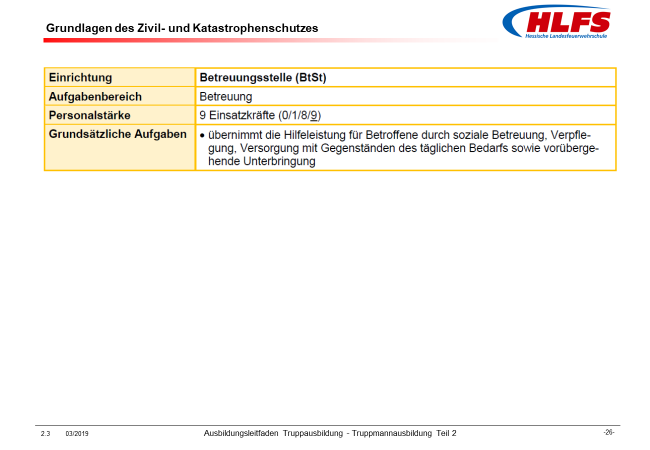 Grundlagen des Zivil- und Katastrophenschutzes
HLFS
Hessische Landesfeuerwehrschule
Einrichtung Betreuungsstelle (BtSt)
Aufgabenbereich Betreuung
Personalstärke 9 Einsatzkräfte (0/1/8/9)
Grundsätzliche Aufgaben • übernimmt die Hilfeleistung für Betroffene durch soziale Betreuung, Verpfle-
gung, Versorgung mit Gegenständen des täglichen Bedarfs sowie vorüberge-
hende Unterbringung
2.3 03/2019 Ausbildungsleitfaden Truppausbildung - Truppmannausbildung Teil 2 -26-